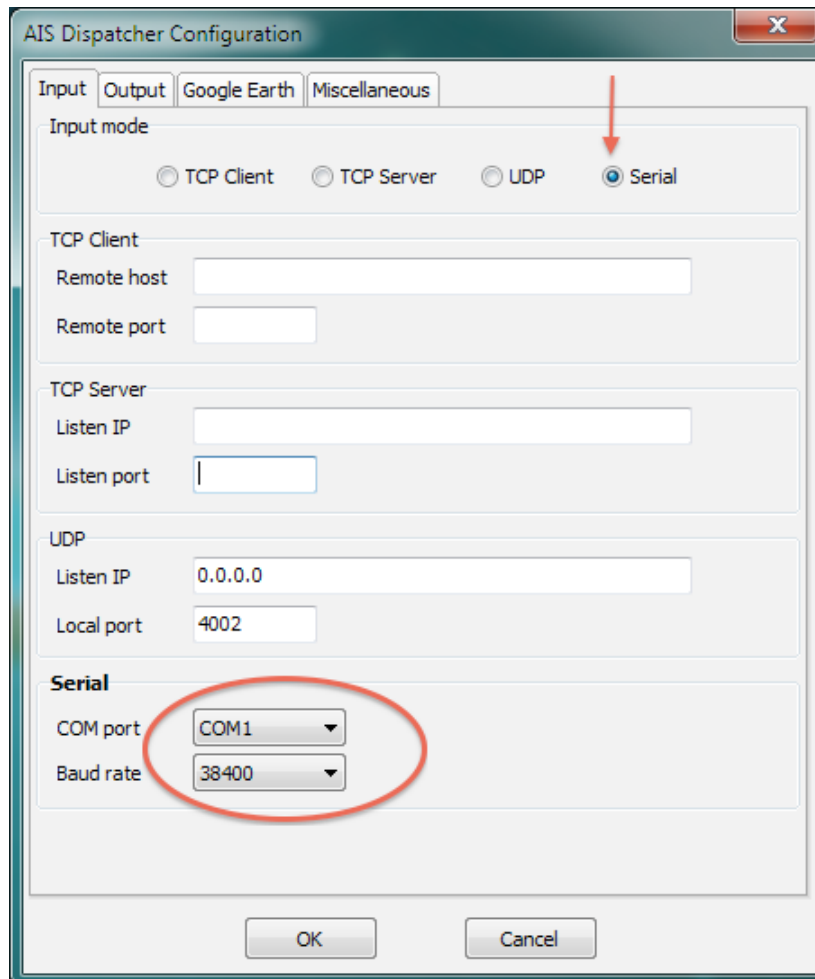 AIS Dispatcher Configuration
Input Output Google Earth Miscellaneous
Input mode
TCP Client TCP Server UDP Serial
TCP Client
Remote host
Remote port
TCP Server
Listen IP
Listen port
UDP
Listen IP 0.0.0.0
Local port 4002
Serial
COM port COM1
Baud rate 38400
OK Cancel